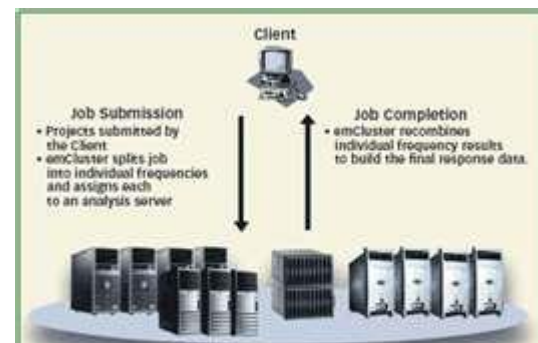 Client
Job Submission
• Projects submitted by
the Client
• emCluster splits job
into individual frequencies
and assigns each
to an analysis server
Job Completion
• emCluster recombines
individual frequency results
to build the final response data.